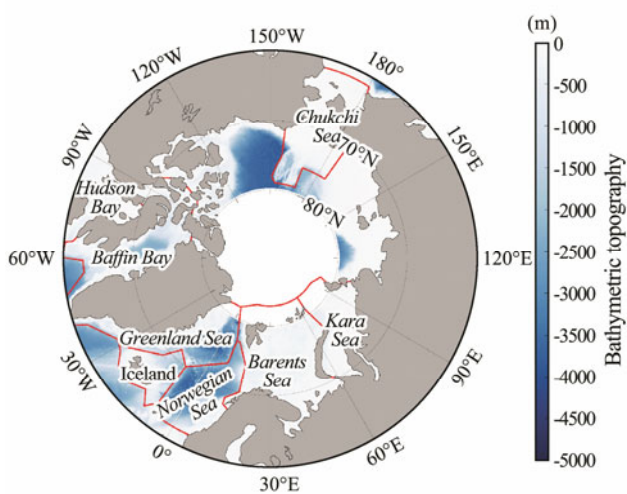 (m)
150°W
180°
120°W
0
-500
Chukchi
Sea
150°E
-1000
70°N
90°W
-1500
Hudson
Bay
80°N
-2000
60°W
Baffin Bay
120°E
-2500
-3000
Kara
Sea
Greenland Sea
-3500
30°W
Iceland
Barents
Sea
90°E
-4000
Norwegian
Sea
-4500
0°
60°E
30°E
-5000
Bathymetric topography